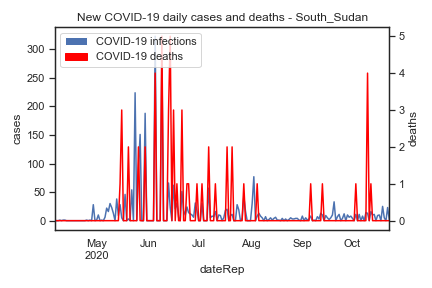 New COVID-19 daily cases and deaths - South_Sudan
COVID-19 infections
COVID-19 deaths
300
250
200
150
100
50
0
cases
5
4
3
2
1
0
deaths
May
2020
Jun
Jul
Aug
Sep
Oct
dateRep